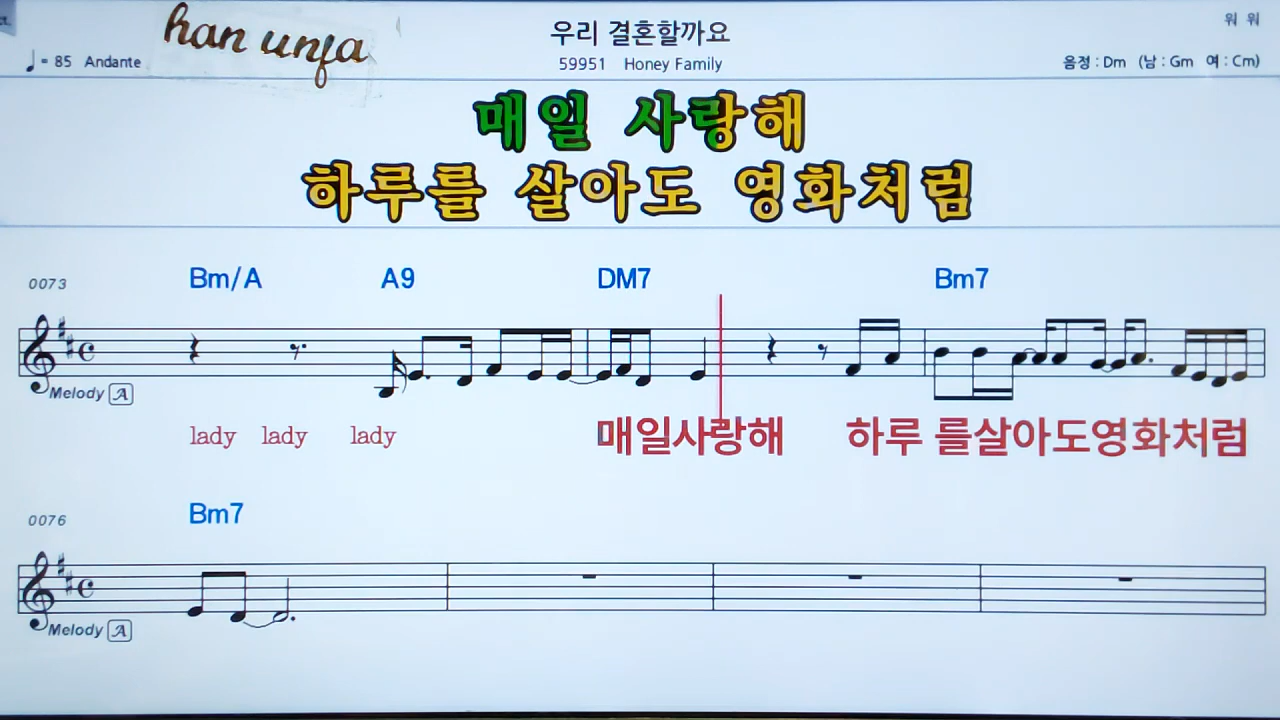 han unja
우리 결혼할까요
워 워
♩= 85 Andante
59951 Honey Family
음정 : Dm (남 : Gm 여 : Cm)
매일 사랑해
하루를 살아도 영화처럼
0073 Bm/A A9 DM7 Bm7
Melody A
lady lady lady 매일사랑해 하루 를살아도영화처럼
0076 Bm7
Melody A